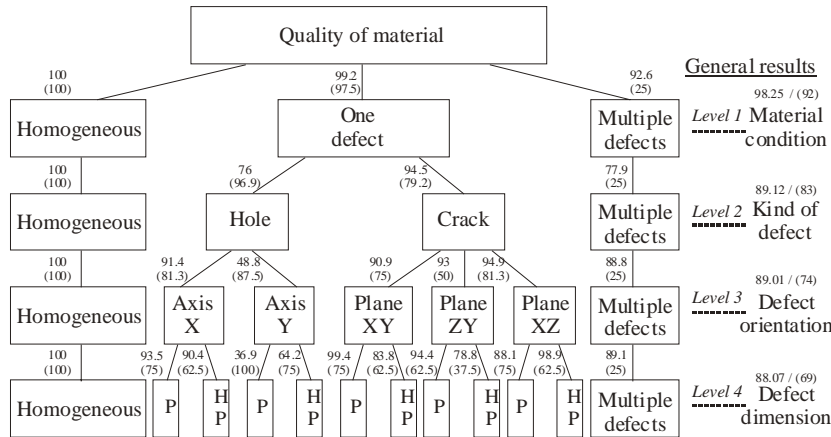 Quality of material
General results
100
(100)
99.2
(97.5)
92.6
(25)
Homogeneous
One
defect
Multiple
defects
Level 1
98.25 / (92)
Material
condition
100
(100)
76
(96.9)
94.5
(79.2)
77.9
(25)
Homogeneous
Hole
Crack
Multiple
defects
Level 2
89.12 / (83)
Kind of
defect
100
(100)
91.4
(81.3)
48.8
(87.5)
90.9
(75)
93
(50)
94.9
(81.3)
88.8
(25)
Homogeneous
Axis
X
Axis
Y
Plane
XY
Plane
ZY
Plane
XZ
Multiple
defects
Level 3
89.01 / (74)
Defect
orientation
100
(100)
93.5
(75)
90.4
(62.5)
36.9
(100)
64.2
(75)
99.4
(75)
83.8
(62.5)
94.4
(62.5)
78.8
(37.5)
88.1
(75)
98.9
(62.5)
89.1
(25)
Homogeneous
P
H
P
P
H
P
P
H
P
P
H
P
P
H
P
Multiple
defects
Level 4
88.07 / (69)
Defect
dimension